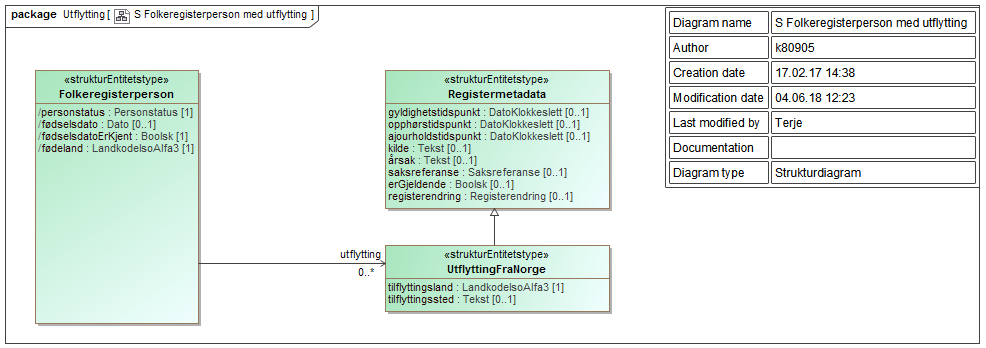 package Utflytting [ S Folkeregisterperson med utflytting ]
Diagram name S Folkeregisterperson med utflytting
Author k80905
Creation date 17.02.17 14:38
Modification date 04.06.18 12:23
Last modified by Terje
Documentation
Diagram type Strukturdiagram
«strukturEntitetstype»
Folkeregisterperson
/personstatus : Personstatus [1]
/fødselsdato : Dato [0..1]
/fødselsdatoErKjent : Boolsk [1]
/fødeland : LandkodeIsoAlfa3 [1]
«strukturEntitetstype»
Registermetadata
gyldighetstidspunkt : DatoKlokkeslett [0..1]
opphørstidspunkt : DatoKlokkeslett [0..1]
ajourholdstidspunkt : DatoKlokkeslett [0..1]
kilde : Tekst [0..1]
årsak : Tekst [0..1]
saksreferanse : Saksreferanse [0..1]
erGjeldende : Boolsk [0..1]
registerendring : Registerendring [0..1]
utflytting
0..*
«strukturEntitetstype»
UtflyttingFraNorge
tilflyttingsland : LandkodeIsoAlfa3 [1]
tilflyttingssted : Tekst [0..1]